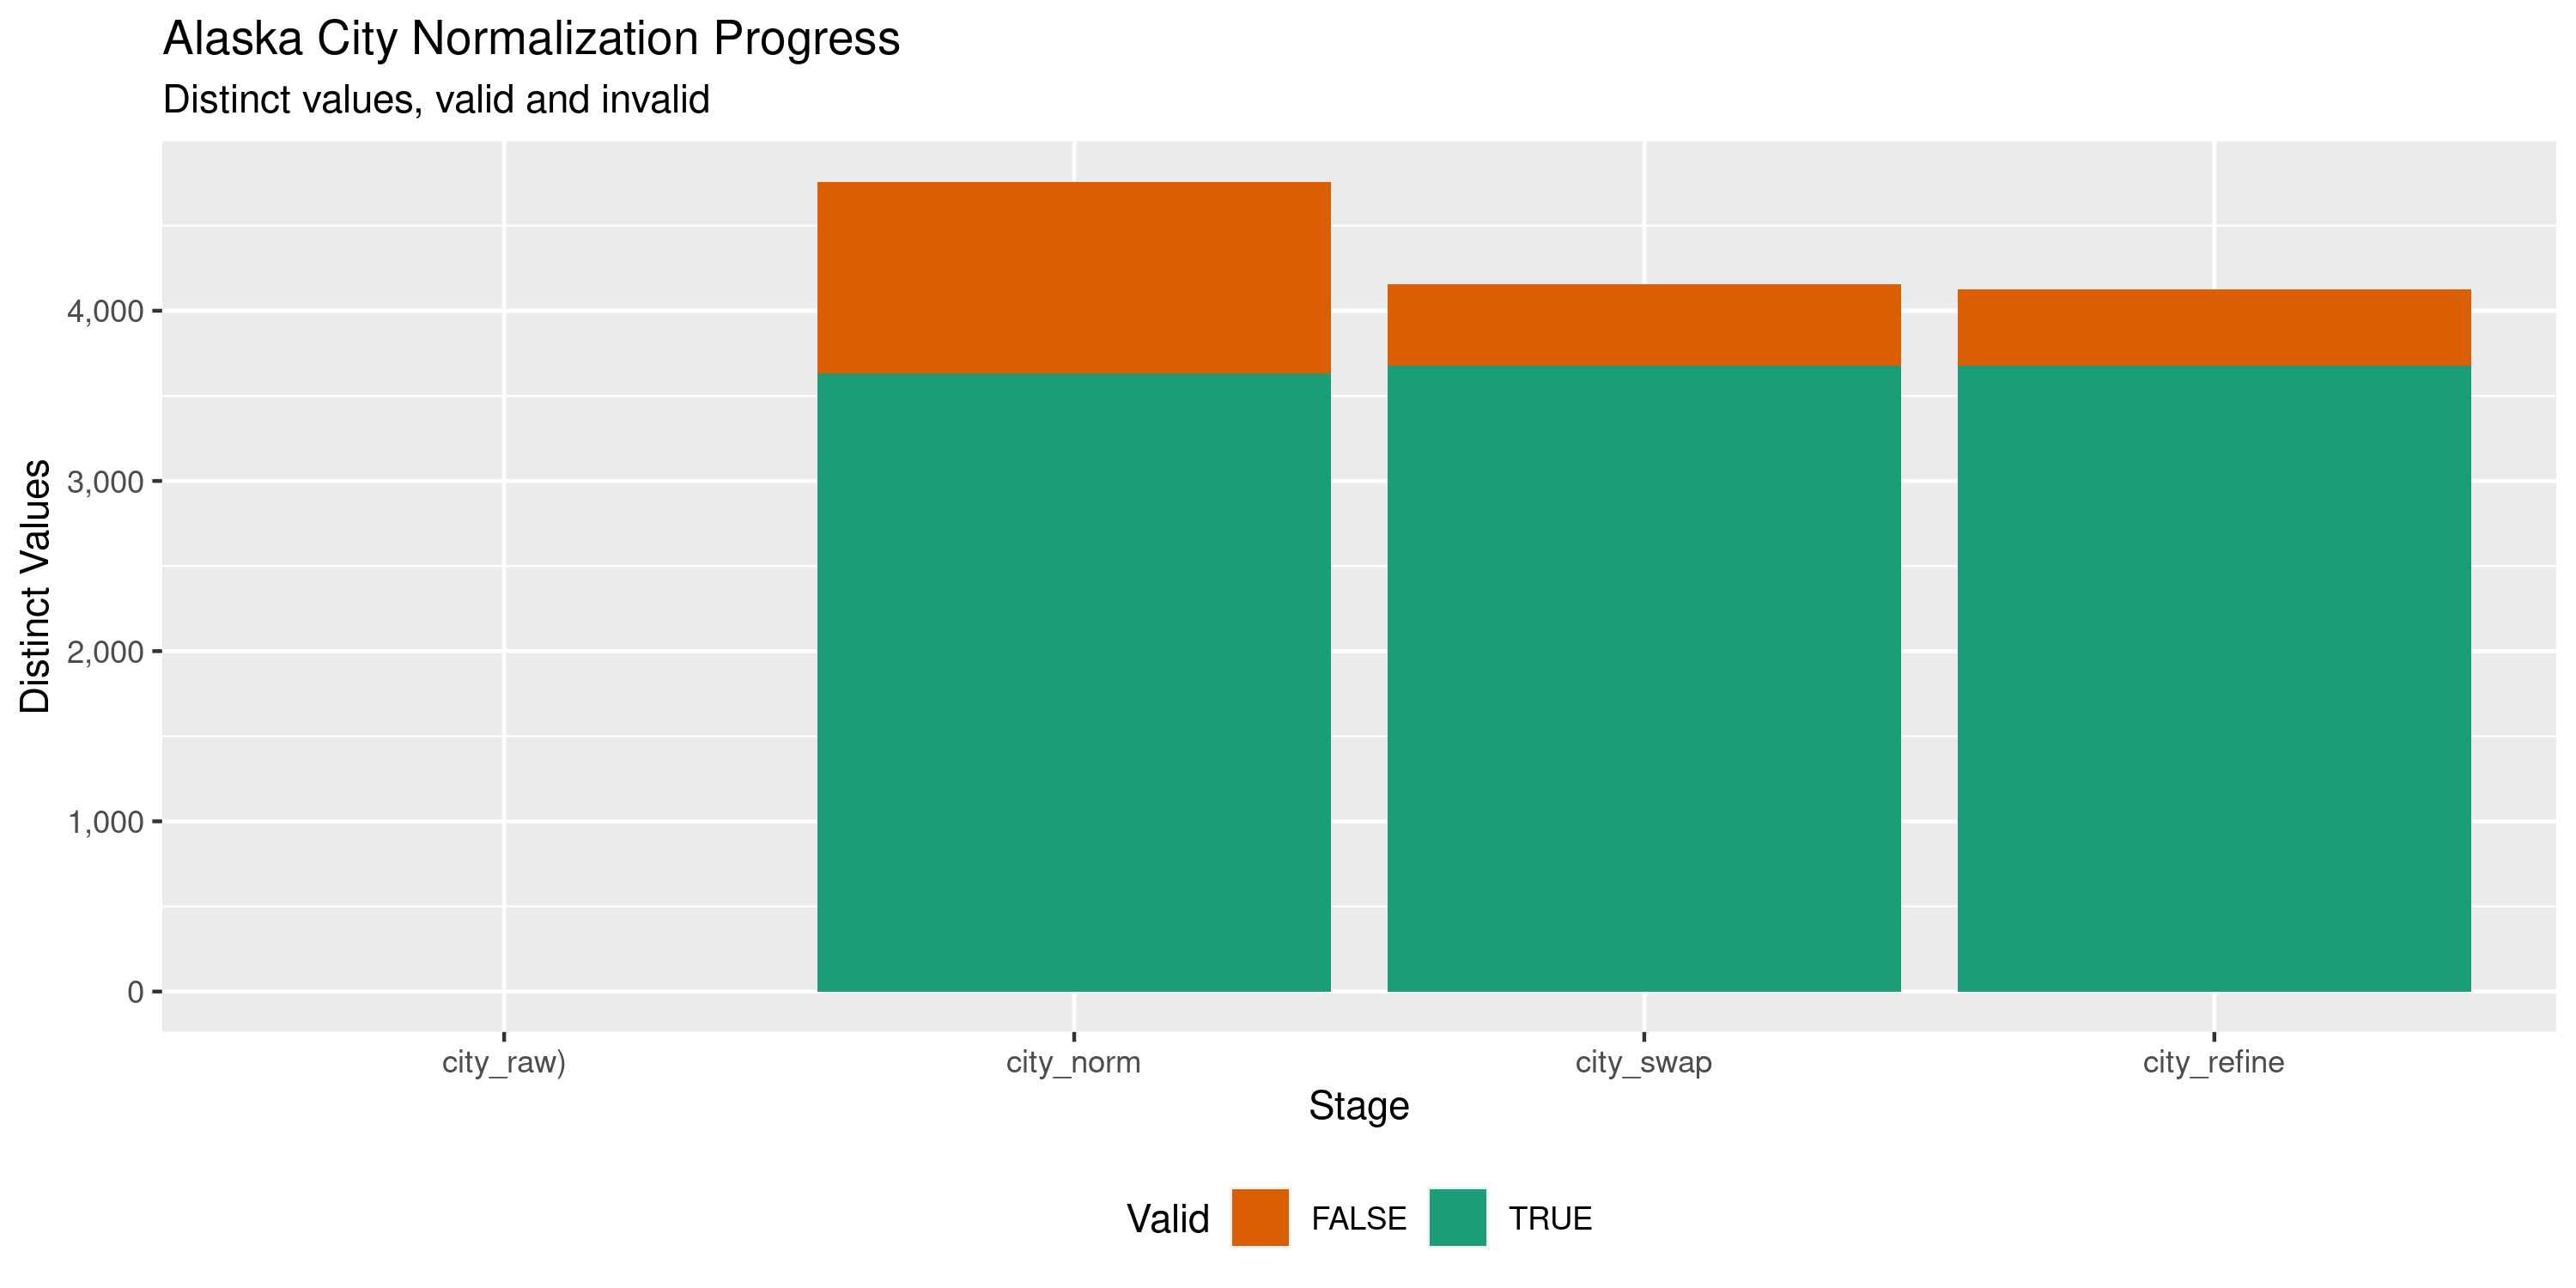 Alaska City Normalization Progress
Distinct values, valid and invalid
Distinct Values
4,000
3,000
2,000
1,000
0
city_raw) city_norm city_swap city_refine
Stage
Valid FALSE TRUE